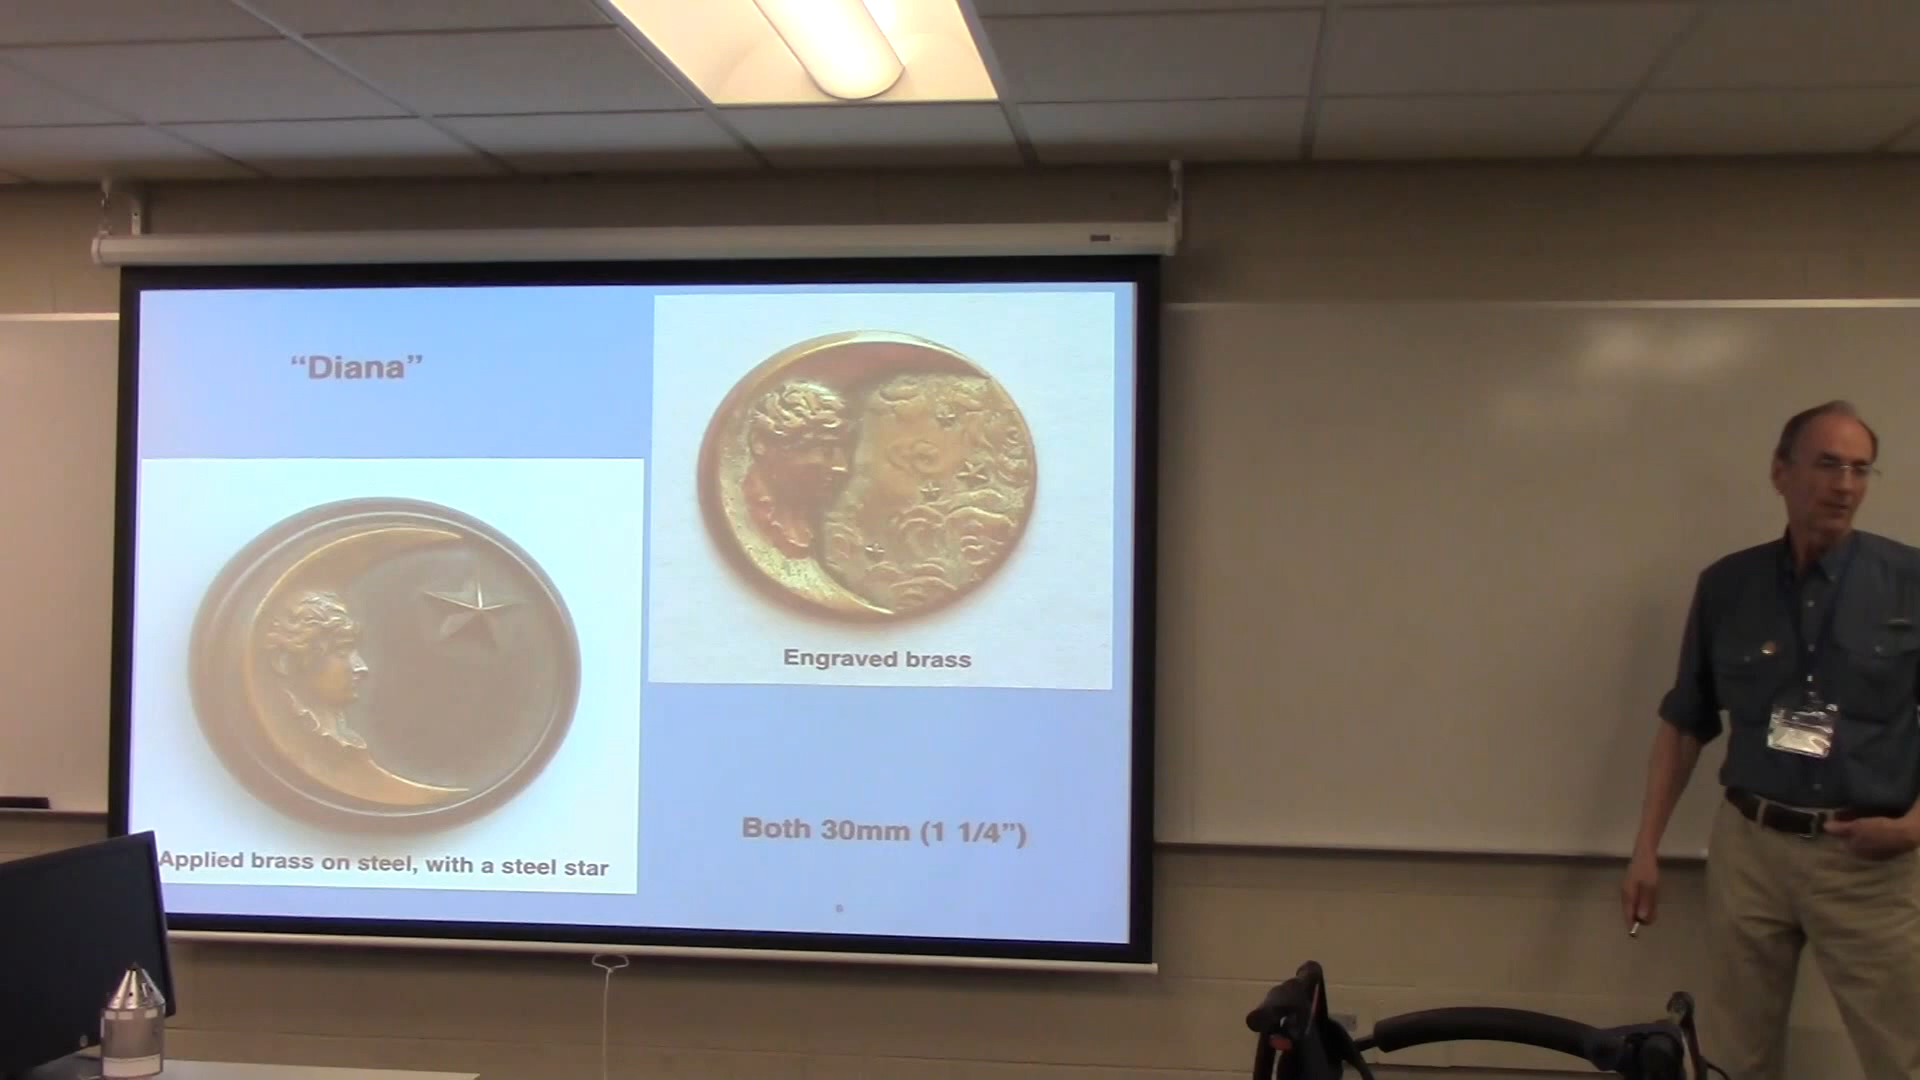 “Diana”
Engraved brass
Applied brass on steel, with a steel star
Both 30mm (1 1/4”)